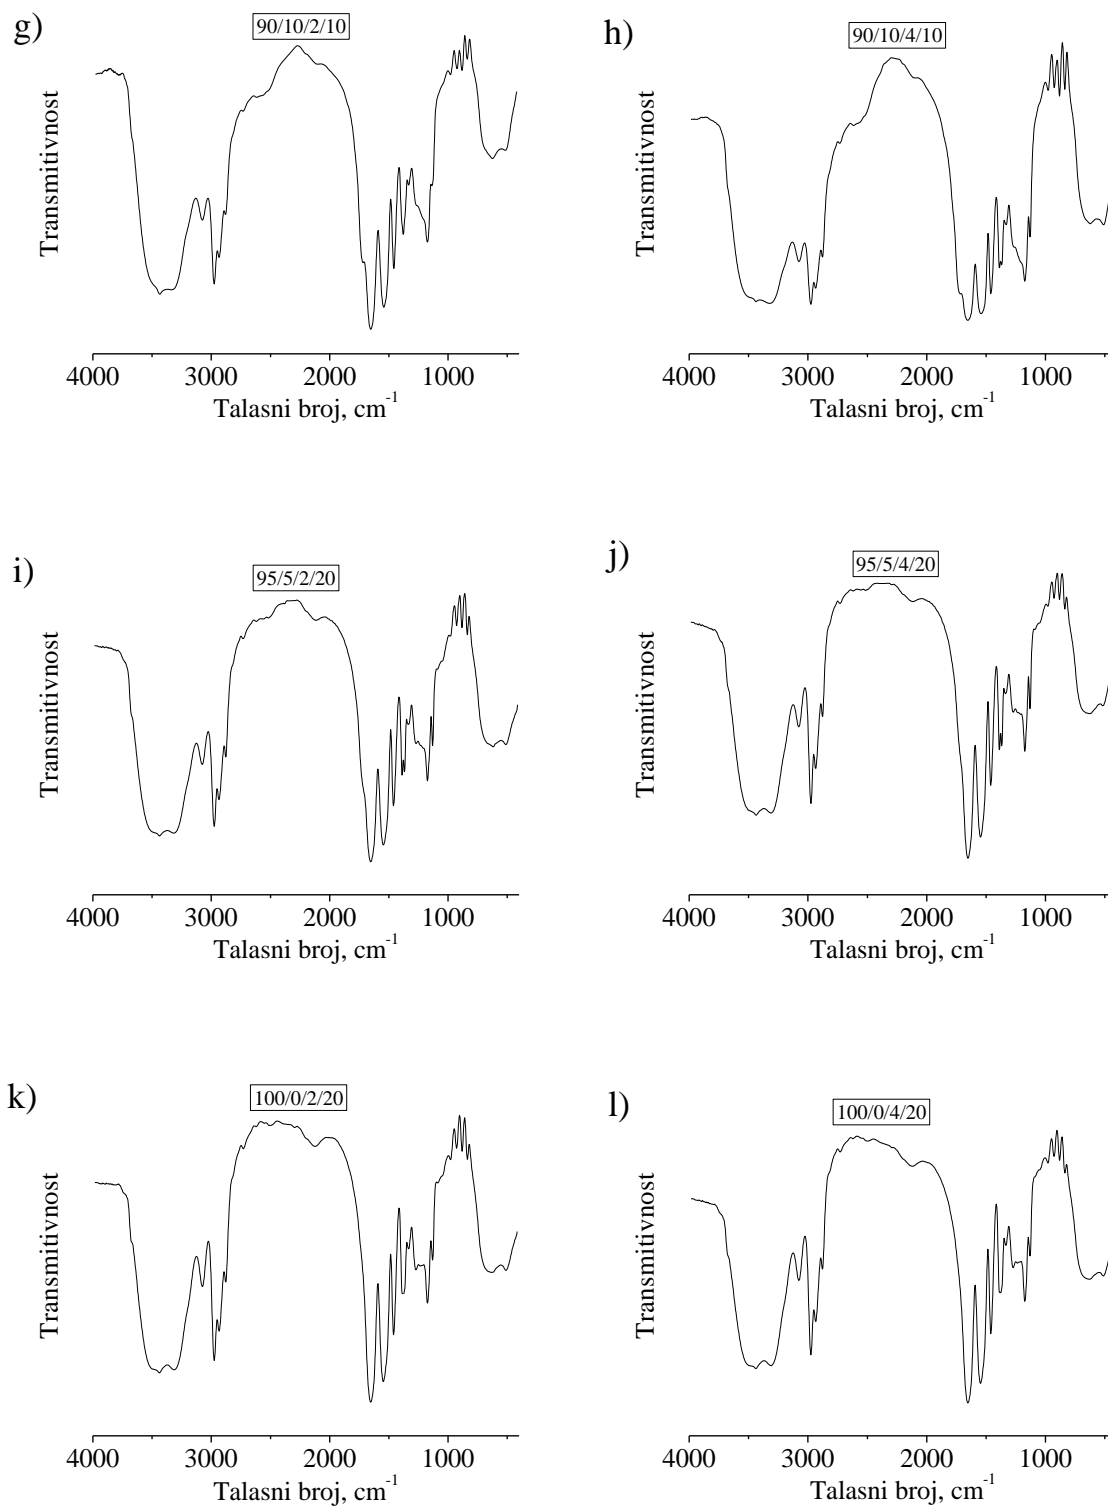 g)
90/10/2/10
Transmitivnost
4000 3000 2000 1000
Talasni broj, cm-1
h)
90/10/4/10
Transmitivnost
4000 3000 2000 1000
Talasni broj, cm-1
i)
95/5/2/20
Transmitivnost
4000 3000 2000 1000
Talasni broj, cm-1
j)
95/5/4/20
Transmitivnost
4000 3000 2000 1000
Talasni broj, cm-1
k)
100/0/2/20
Transmitivnost
4000 3000 2000 1000
Talasni broj, cm-1
l)
100/0/4/20
Transmitivnost
4000 3000 2000 1000
Talasni broj, cm-1